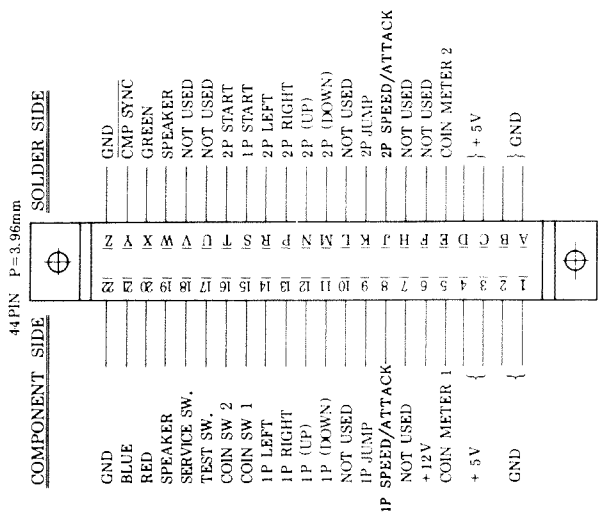 44 PIN P=3.96mm
COMPONENT SIDE SOLDER SIDE
GND 22 Z GND
BLUE 21 Y CMP SYNC
RED 20 X GREEN
SPEAKER 19 W SPEAKER
SERVICE SW. 18 V NOT USED
TEST SW. 17 U NOT USED
COIN SW 2 16 T 2P START
COIN SW 1 15 S 1P START
1P LEFT 14 R 2P LEFT
1P RIGHT 13 P 2P RIGHT
1P (UP) 12 N 2P (UP)
1P (DOWN) 11 M 2P (DOWN)
NOT USED 10 L NOT USED
1P JUMP 9 K 2P JUMP
1P SPEED/ATTACK 8 J 2P SPEED/ATTACK
NOT USED 7 H NOT USED
+12V 6 F NOT USED
COIN METER 1 5 E COIN METER 2
+5V 4 D +5V
3 C
2 B
GND 1 A GND